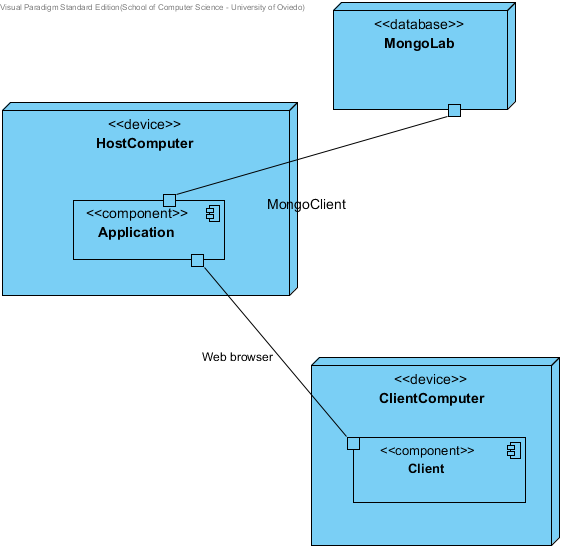 Visual Paradigm Standard Edition(School of Computer Science - University of Oviedo)
<<database>>
MongoLab
<<device>>
HostComputer
MongoClient
<<component>>
Application
Web browser
<<device>>
ClientComputer
<<component>>
Client